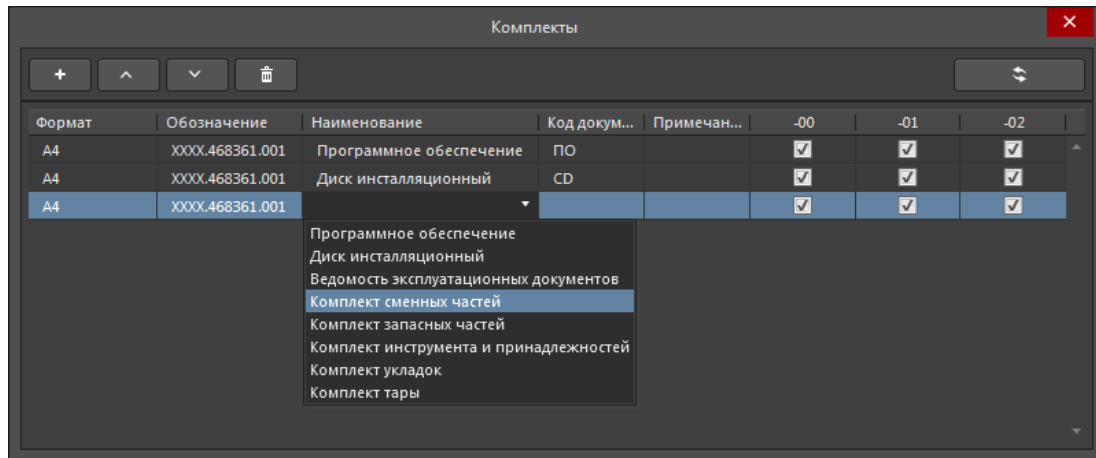 Комплекты
Формат Обозначение Наименование Код докум... Примечан... -00 -01 -02
A4 XXXX.468361.001 Программное обеспечение ПО
A4 XXXX.468361.001 Диск инсталляционный CD
A4 XXXX.468361.001
Программное обеспечение
Диск инсталляционный
Ведомость эксплуатационных документов
Комплект сменных частей
Комплект запасных частей
Комплект инструмента и принадлежностей
Комплект укладок
Комплект тары